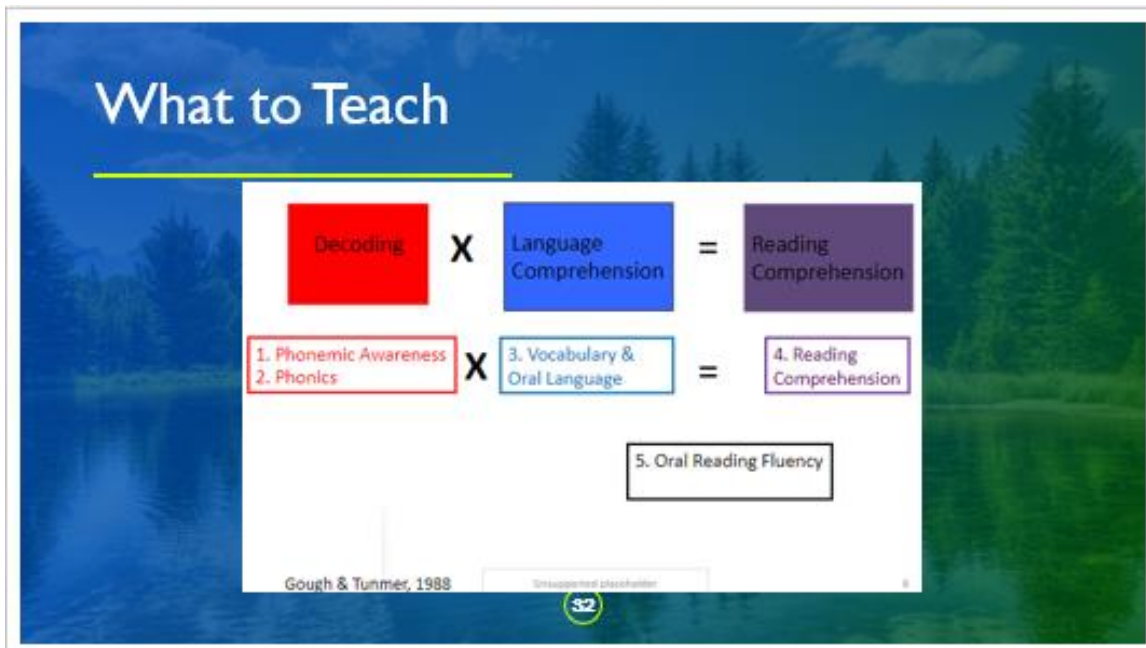 What to Teach
Decoding X Language Comprehension = Reading Comprehension
1. Phonemic Awareness
2. Phonics
X
3. Vocabulary &
Oral Language
=
4. Reading
Comprehension
5. Oral Reading Fluency
Gough & Tunmer, 1988
Unsupported placeholder
32